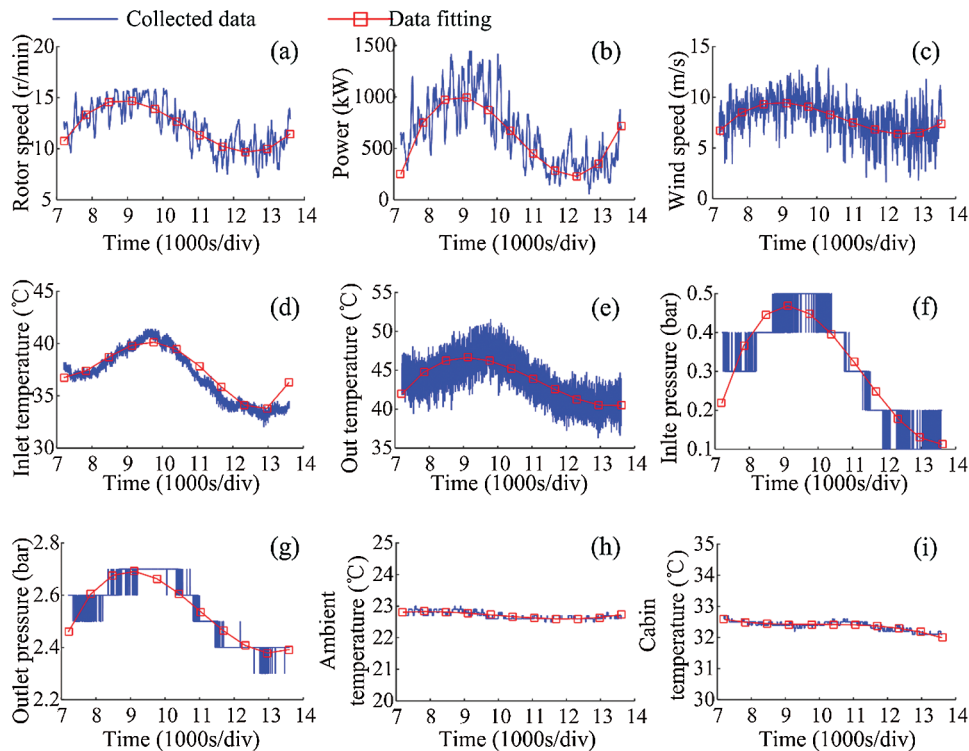 Collected data Data fitting
(a) (b) (c)
Rotor speed (r/min)
20
15
10
5
7 8 9 10 11 12 13 14
Time (1000s/div)
Power (kW)
1500
1000
500
0
7 8 9 10 11 12 13 14
Time (1000s/div)
Wind speed (m/s)
15
10
5
0
7 8 9 10 11 12 13 14
Time (1000s/div)
(d) (e) (f)
Inlet temperature (℃)
45
40
35
30
7 8 9 10 11 12 13 14
Time (1000s/div)
Out temperature (℃)
55
50
45
40
35
7 8 9 10 11 12 13 14
Time (1000s/div)
Inlte pressure (bar)
0.5
0.4
0.3
0.2
0.1
7 8 9 10 11 12 13 14
Time (1000s/div)
(g) (h) (i)
Outlet pressure (bar)
2.8
2.6
2.4
2.2
7 8 9 10 11 12 13 14
Time (1000s/div)
Ambient
temperature (℃)
25
24
23
22
21
20
7 8 9 10 11 12 13 14
Time (1000s/div)
Cabin
temperature (℃)
35
34
33
32
31
30
7 8 9 10 11 12 13 14
Time (1000s/div)